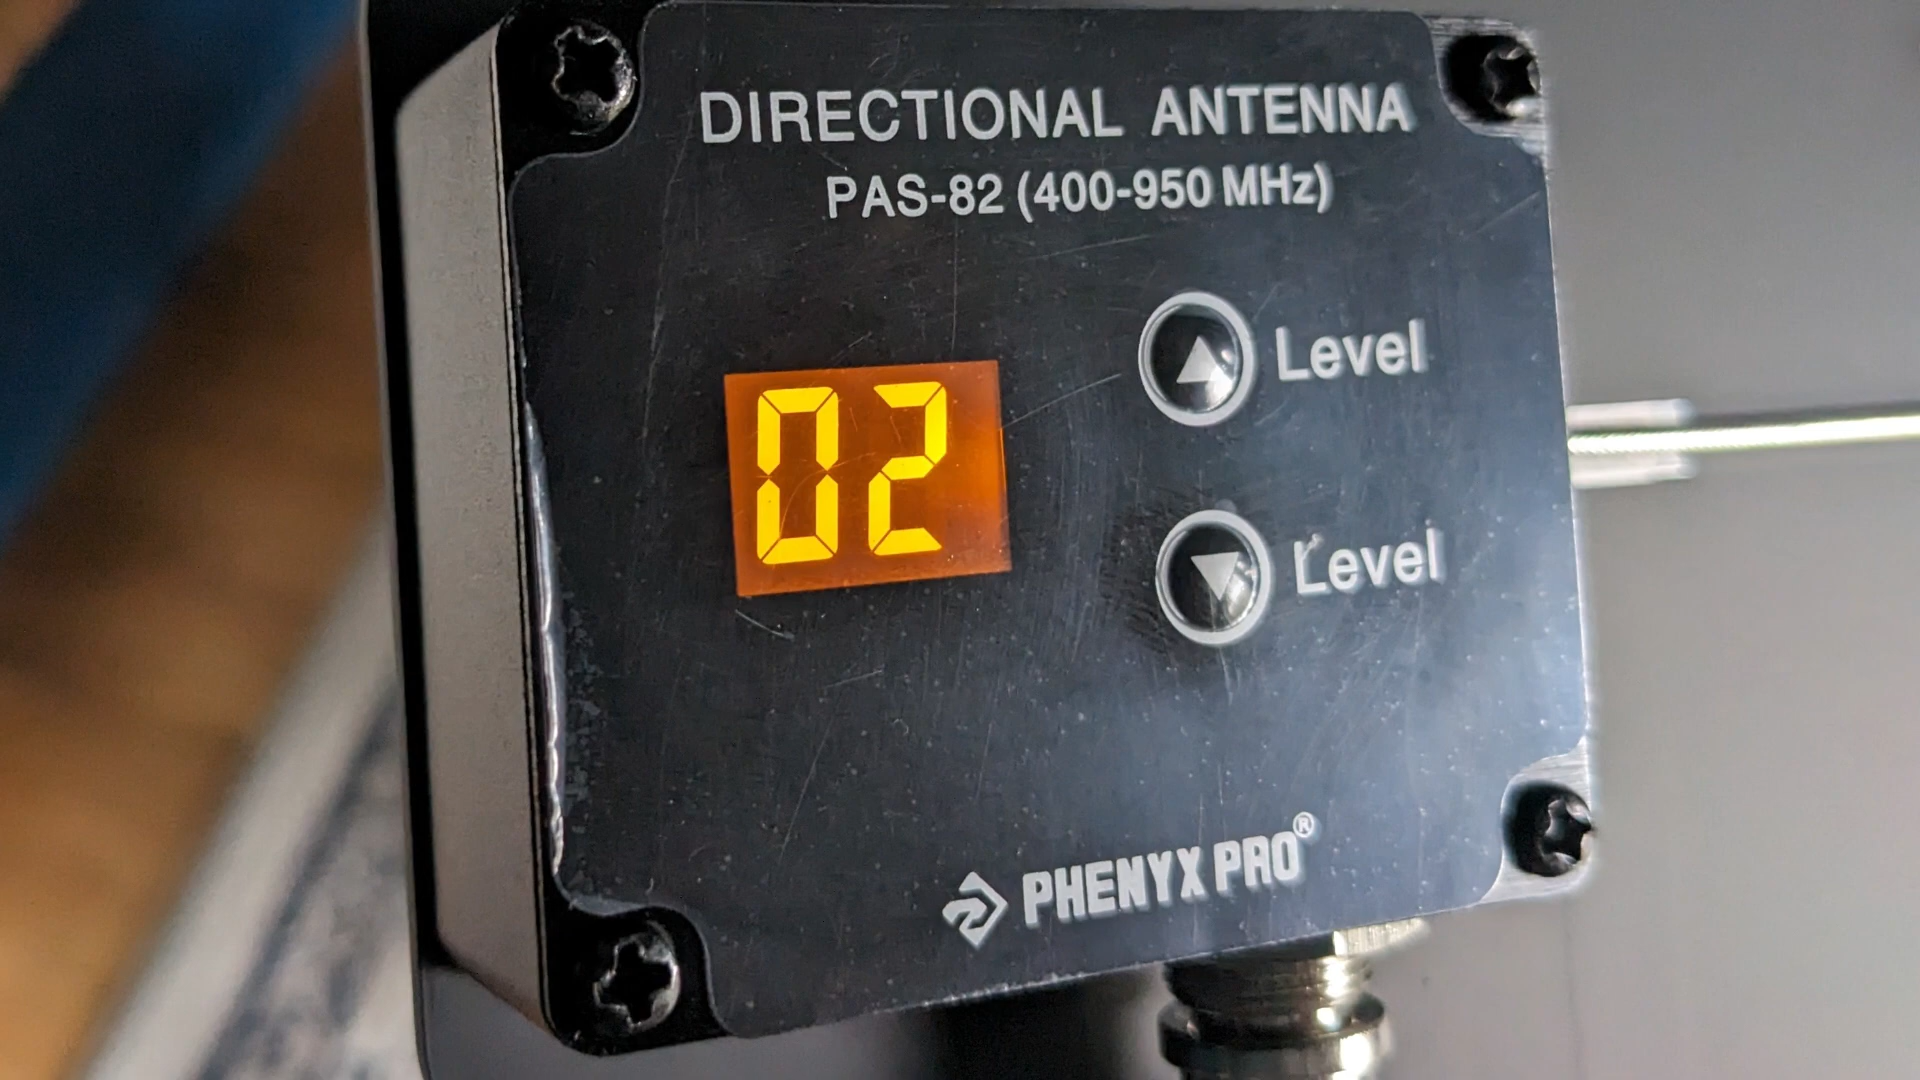 DIRECTIONAL ANTENNA
PAS-82 (400-950 MHz)
Level
02
Level
PHENYX PRO®